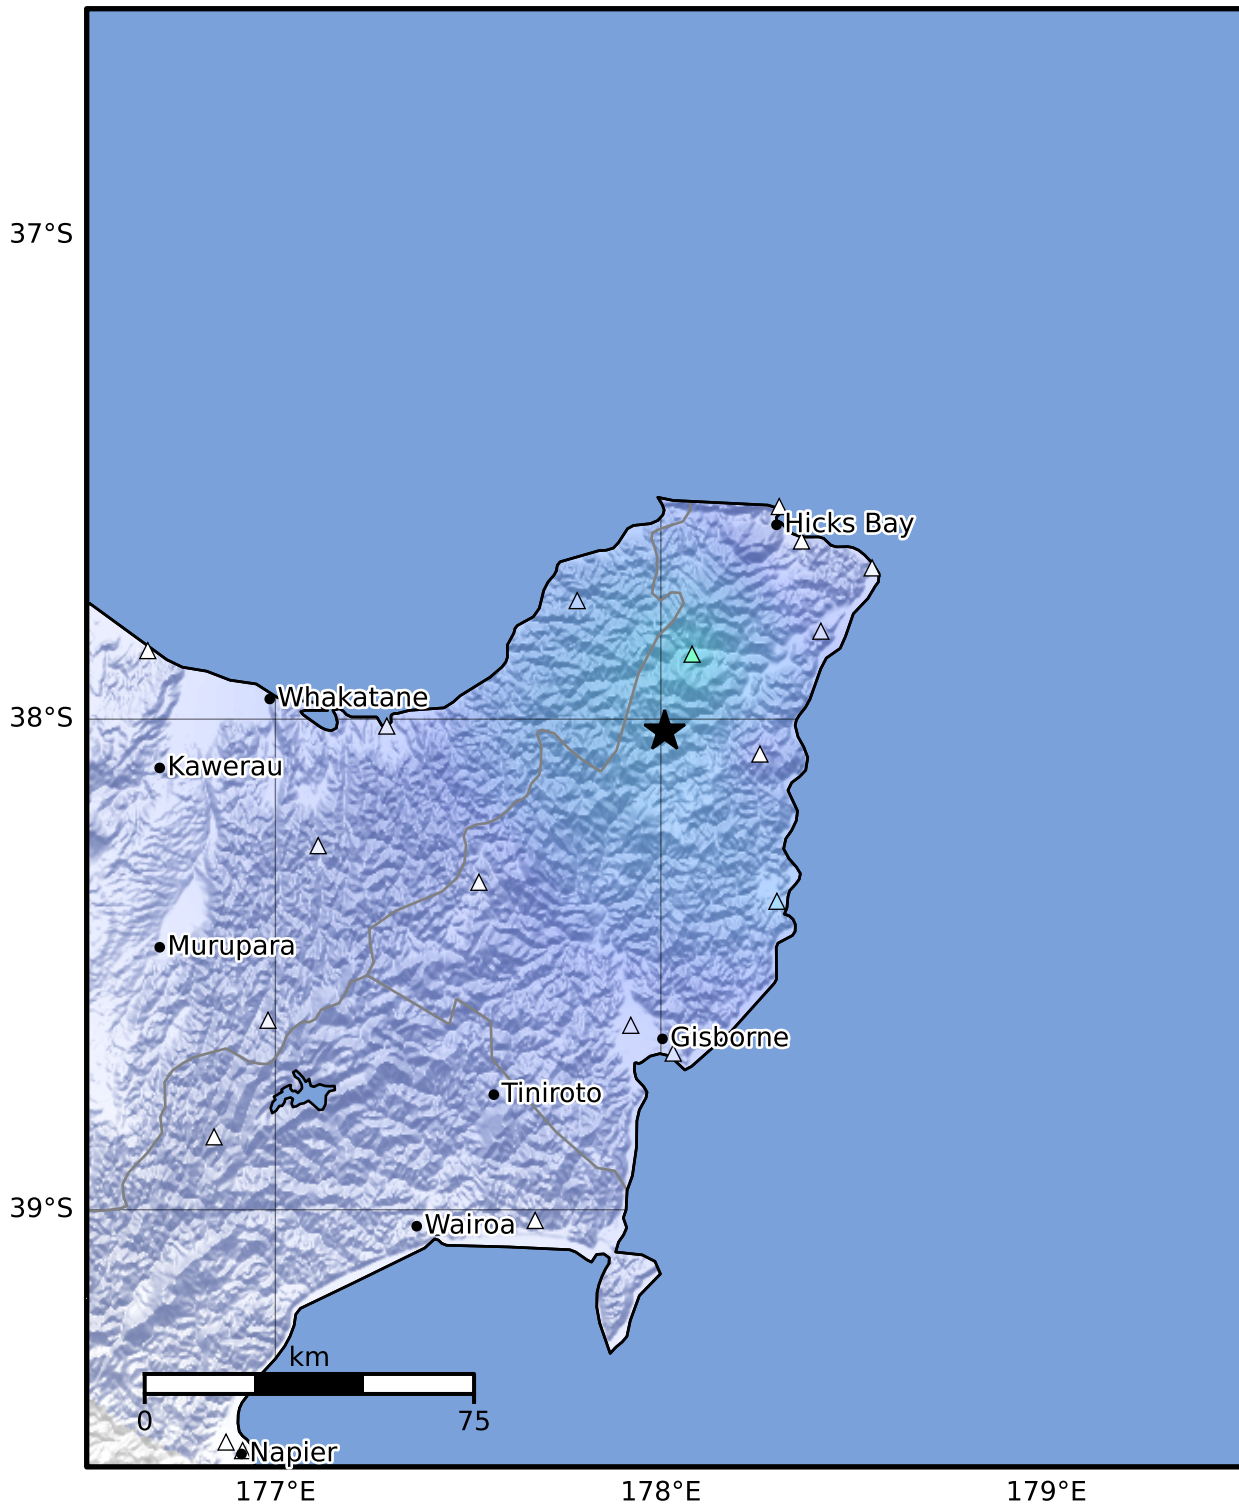 37°S
Hicks Bay
Whakatane
38°S
Kawerau
Murupara
Gisborne
Tiniroto
39°S
Wairoa
km
0 75
Napier
177°E 178°E 179°E